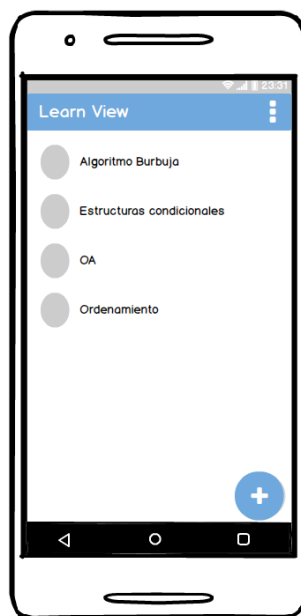 23:31
Learn View
Algoritmo Burbuja
Estructuras condicionales
OA
Ordenamiento